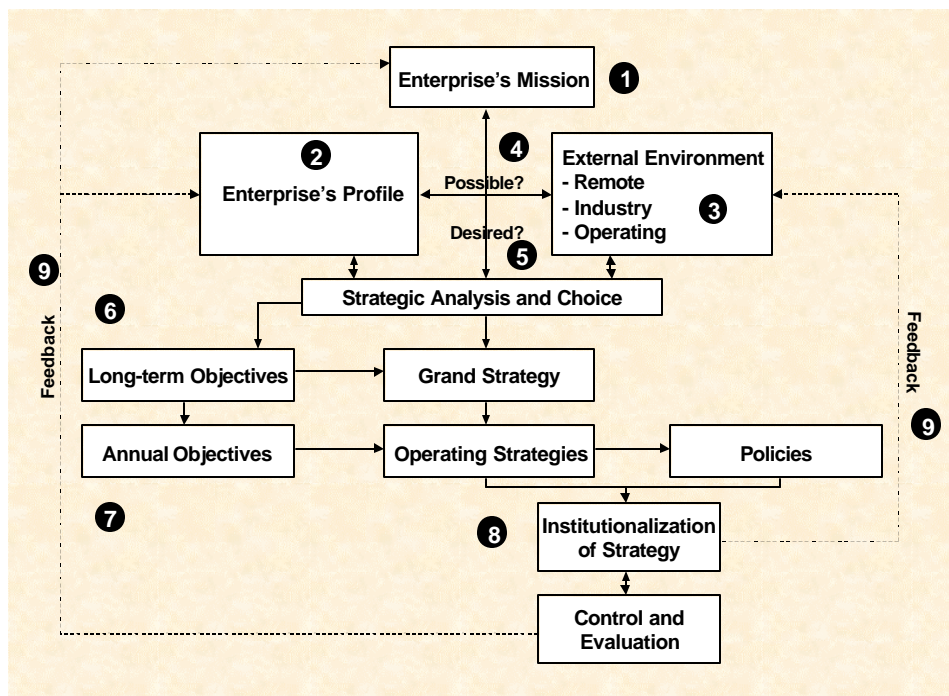 Enterprise's Mission
1
2
Enterprise's Profile
4
Possible?
External Environment
- Remote
- Industry
- Operating
3
Desired?
5
Strategic Analysis and Choice
9
Feedback
6
Long-term Objectives
Grand Strategy
Feedback
9
Annual Objectives
Operating Strategies
Policies
7
8
Institutionalization
of Strategy
Control and
Evaluation